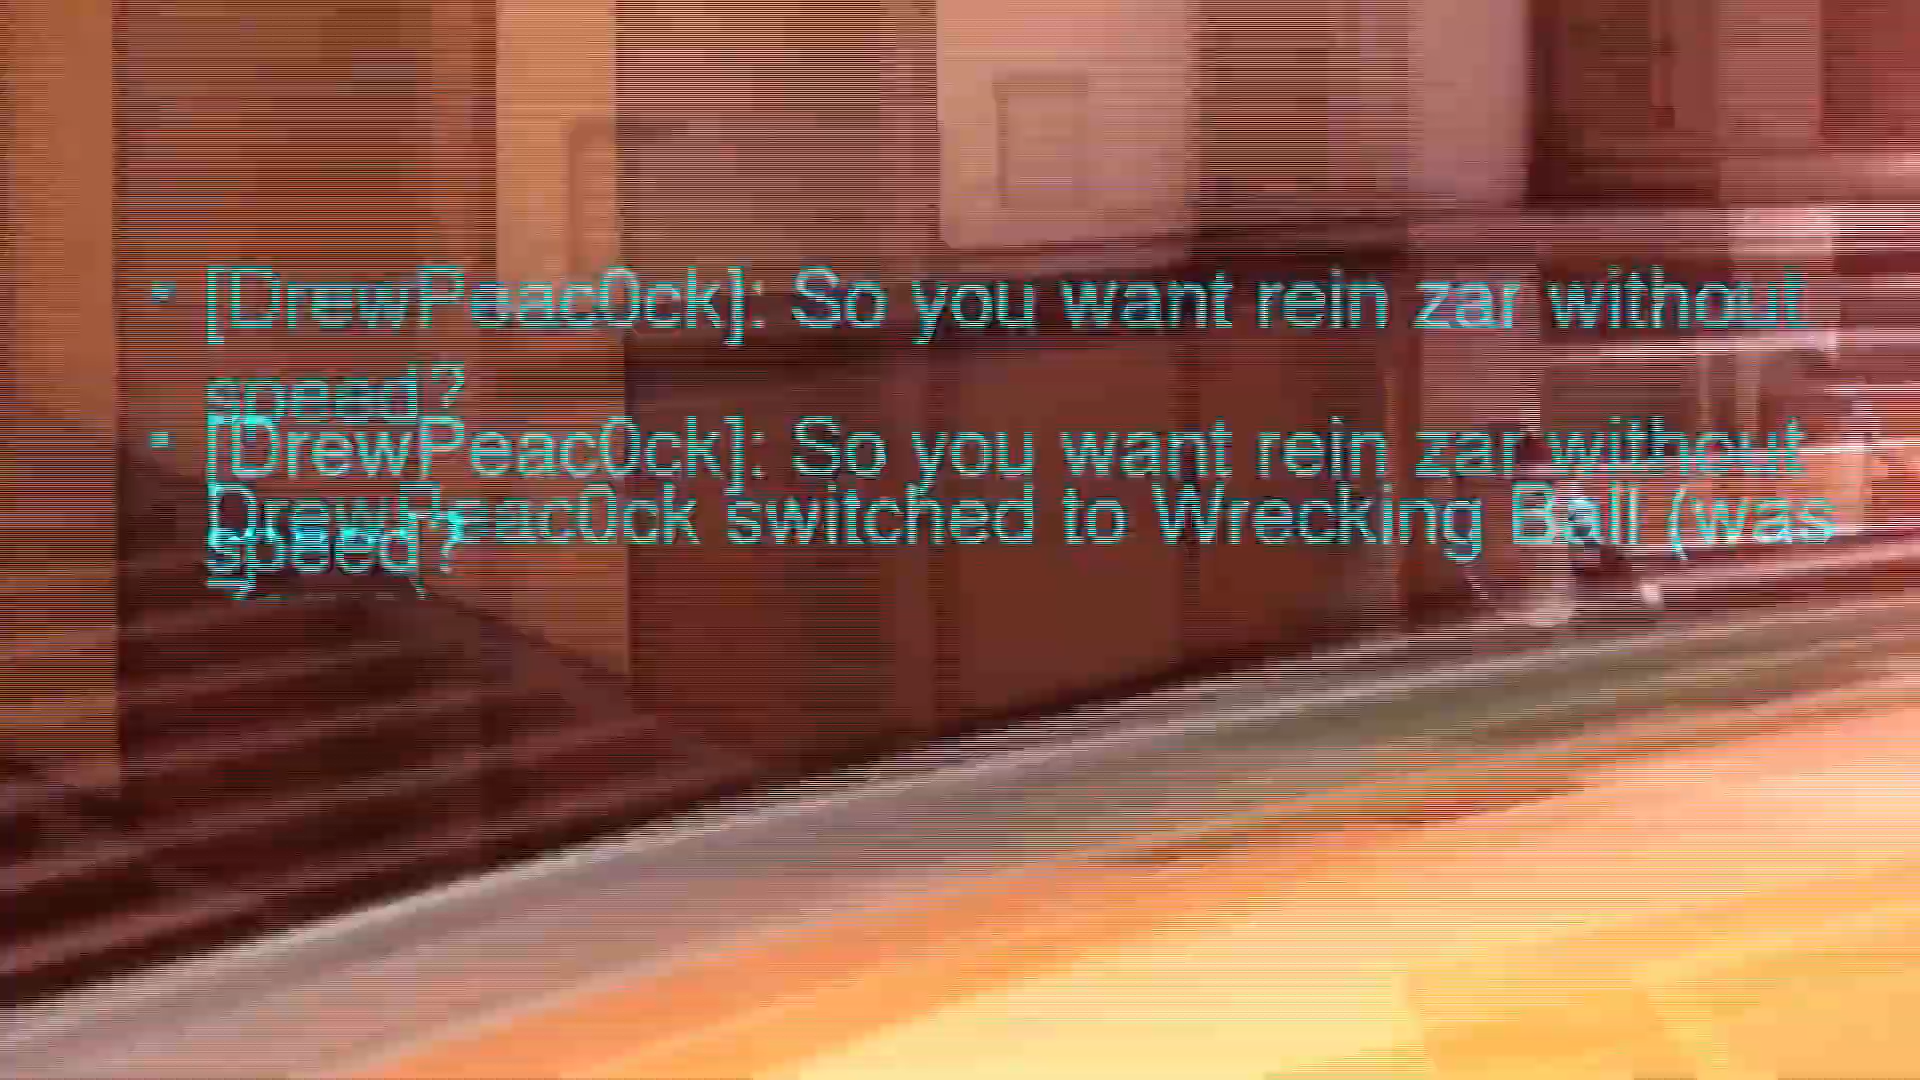 [DrewPeac0ck]: So you want rein zar without
speed?
[DrewPeac0ck]: So you want rein zar without
DrewPeac0ck switched to Wrecking Ball (was
speed?